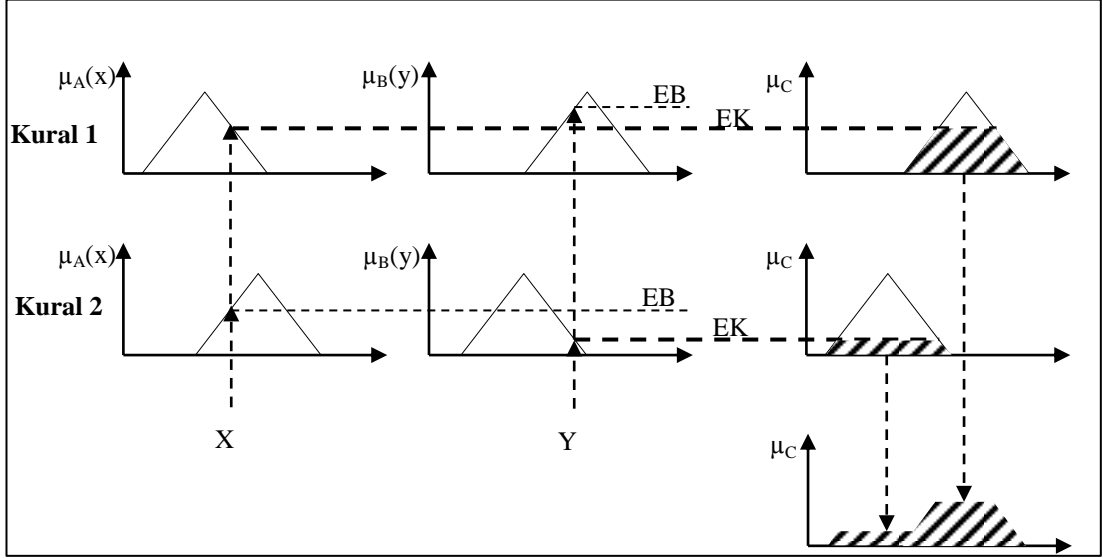 μA(x) μB(y) EB μC
Kural 1 EK
μA(x) μB(y) μC
Kural 2 EB
EK
X Y μC